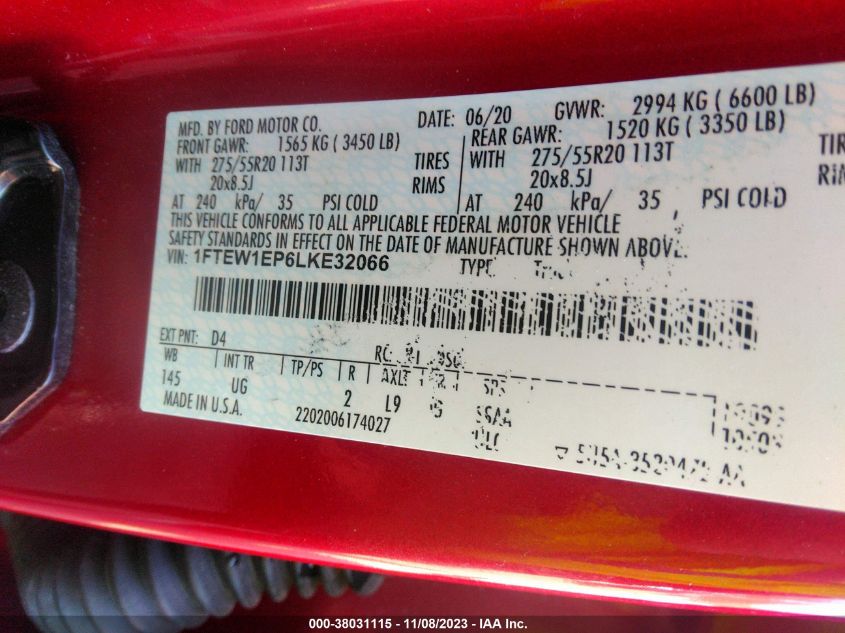 MFD. BY FORD MOTOR CO. DATE: 06/20 GVWR: 2994 KG ( 6600 LB)
FRONT GAWR: 1565 KG ( 3450 LB) REAR GAWR: 1520 KG ( 3350 LB)
WITH 275/55R20 113T TIRES WITH 275/55R20 113T TIRES
20x8.5J RIMS 20x8.5J RIMS
AT 240 kPa/ 35 PSI COLD AT 240 kPa/ 35 , PSI COLD
THIS VEHICLE CONFORMS TO ALL APPLICABLE FEDERAL MOTOR VEHICLE
SAFETY STANDARDS IN EFFECT ON THE DATE OF MANUFACTURE SHOWN ABOVE.
VIN: 1FTEW1EP6LKE32066 TYPE
EXT PNT: D4
WB INT TR TP/PS R AXLE
145 UG 2 L9
MADE IN U.S.A. 2202006174027
000-38031115 - 11/08/2023 - IAA Inc.